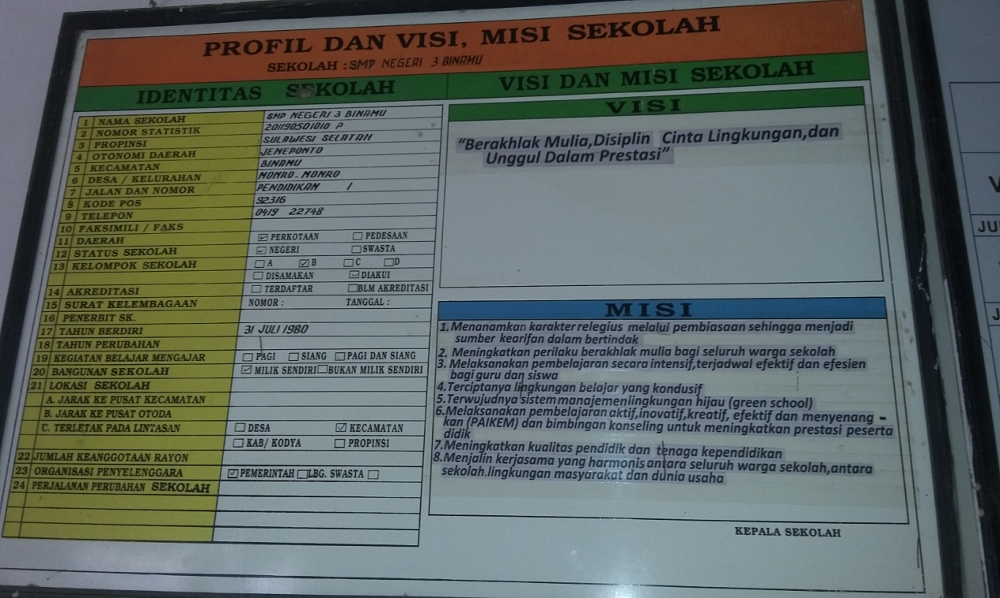 PROFIL DAN VISI, MISI SEKOLAH
SEKOLAH : SMP NEGERI 3 BINAMU
IDENTITAS SEKOLAH
1 NAMA SEKOLAH SMP NEGERI 3 BINAMU
2 NOMOR STATISTIK 201190501010 P
3 PROPINSI SULAWESI SELATAN
4 OTONOMI DAERAH JENEPONTO
5 KECAMATAN BINAMU
6 DESA / KELURAHAN MONRO- MONRO
7 JALAN DAN NOMOR PENDIDIKAN 1
8 KODE POS 92316
9 TELEPON 0419 22748
10 FAKSIMILI / FAKS
11 DAERAH ☑ PERKOTAAN ☐ PEDESAAN
12 STATUS SEKOLAH ☑ NEGERI ☐ SWASTA
13 KELOMPOK SEKOLAH ☐ A ☑ B ☐ C ☐ D
☐ DISAMAKAN ☑ DIAKUI
14 AKREDITASI ☐ TERDAFTAR ☐ BLM AKREDITASI
15 SURAT KELEMBAGAAN NOMOR : TANGGAL :
16 PENERBIT SK.
17 TAHUN BERDIRI 31 JULI 1980
18 TAHUN PERUBAHAN
19 KEGIATAN BELAJAR MENGAJAR ☐ PAGI ☐ SIANG ☐ PAGI DAN SIANG
20 BANGUNAN SEKOLAH ☑ MILIK SENDIRI ☐ BUKAN MILIK SENDIRI
21 LOKASI SEKOLAH
A. JARAK KE PUSAT KECAMATAN
B. JARAK KE PUSAT OTODA
C. TERLETAK PADA LINTASAN ☐ DESA ☑ KECAMATAN
☐ KAB/ KODYA ☐ PROPINSI
22 JUMLAH KEANGGOTAAN RAYON
23 ORGANISASI PENYELENGGARA ☑ PEMERINTAH ☐ LBG. SWASTA ☐
24 PERJALANAN PERUBAHAN SEKOLAH
VISI DAN MISI SEKOLAH
VISI
“Berakhlak Mulia,Disiplin Cinta Lingkungan,dan
Unggul Dalam Prestasi”
MISI
1.Menanamkan karakter relegius melalui pembiasaan sehingga menjadi
sumber kearifan dalam bertindak
2. Meningkatkan perilaku berakhlak mulia bagi seluruh warga sekolah
3. Melaksanakan pembelajaran secara intensif,terjadwal efektif dan efesien
bagi guru dan siswa
4.Terciptanya lingkungan belajar yang kondusif
5.Terwujudnya sistem manajemen lingkungan hijau (green school)
6.Melaksanakan pembelajaran aktif,inovatif,kreatif, efektif dan menyenang –
kan (PAIKEM) dan bimbingan konseling untuk meningkatkan prestasi peserta
didik
7.Meningkatkan kualitas pendidik dan tenaga kependidikan
8.Menjalin kerjasama yang harmonis antara seluruh warga sekolah,antara
sekolah.lingkungan masyarakat dan dunia usaha
KEPALA SEKOLAH